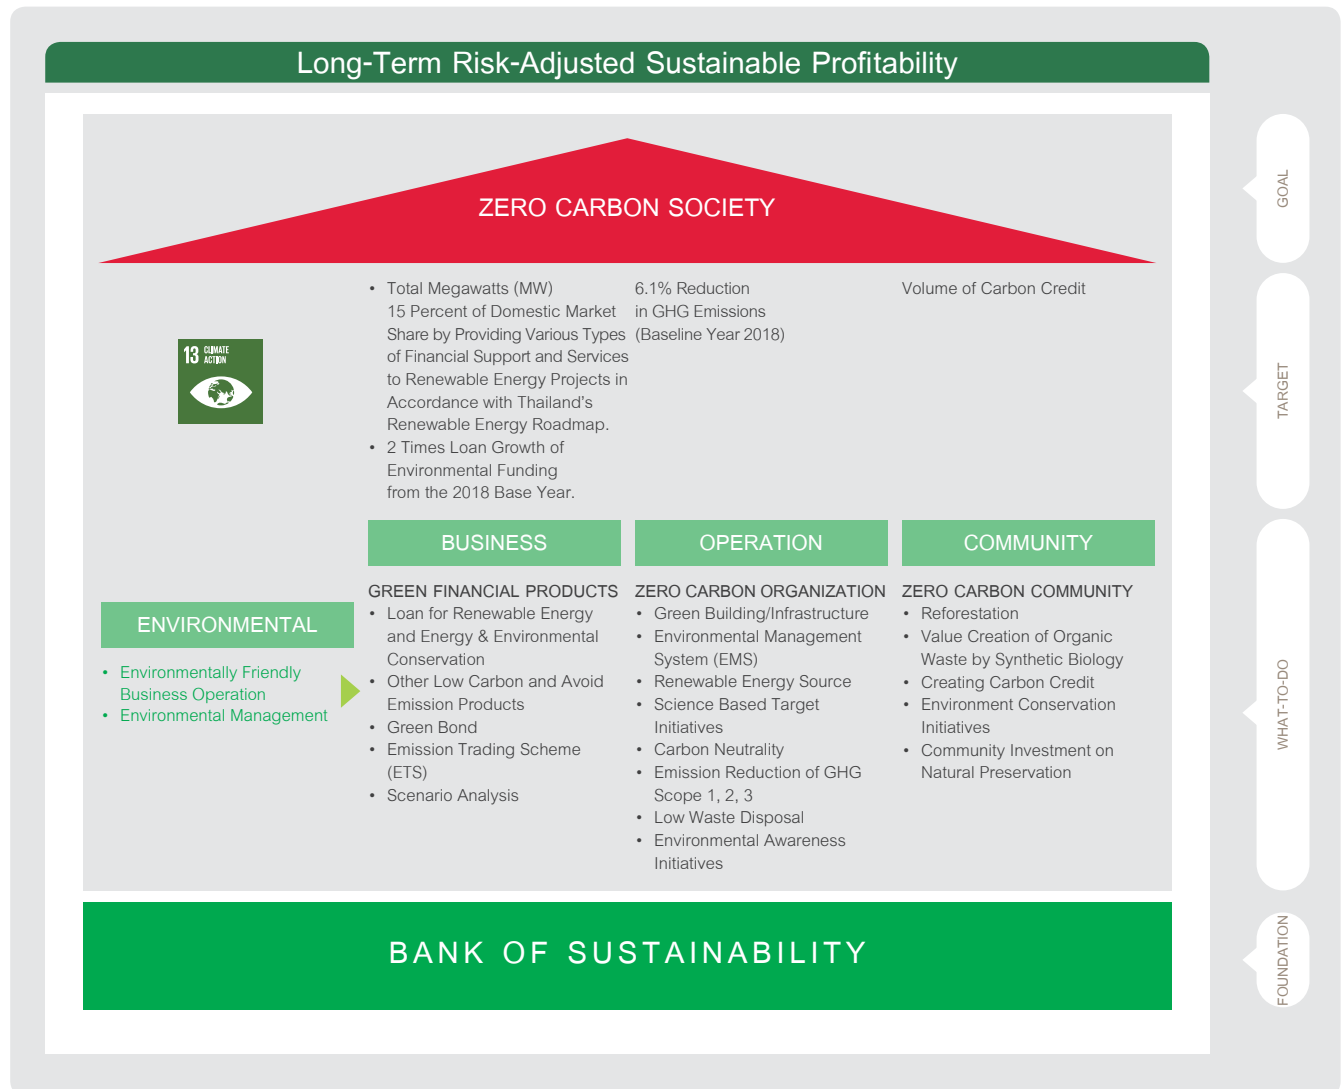 Long-Term Risk-Adjusted Sustainable Profitability
ZERO CARBON SOCIETY
GOAL
13 CLIMATE
ACTION
• Total Megawatts (MW)
15 Percent of Domestic Market
Share by Providing Various Types
of Financial Support and Services
to Renewable Energy Projects in
Accordance with Thailand's
Renewable Energy Roadmap.
• 2 Times Loan Growth of
Environmental Funding
from the 2018 Base Year.
6.1% Reduction
in GHG Emissions
(Baseline Year 2018)
Volume of Carbon Credit
TARGET
ENVIRONMENTAL
• Environmentally Friendly
Business Operation
• Environmental Management
BUSINESS
GREEN FINANCIAL PRODUCTS
• Loan for Renewable Energy
and Energy & Environmental
Conservation
• Other Low Carbon and Avoid
Emission Products
• Green Bond
• Emission Trading Scheme
(ETS)
• Scenario Analysis
OPERATION
ZERO CARBON ORGANIZATION
• Green Building/Infrastructure
• Environmental Management
System (EMS)
• Renewable Energy Source
• Science Based Target
Initiatives
• Carbon Neutrality
• Emission Reduction of GHG
Scope 1, 2, 3
• Low Waste Disposal
• Environmental Awareness
Initiatives
COMMUNITY
ZERO CARBON COMMUNITY
• Reforestation
• Value Creation of Organic
Waste by Synthetic Biology
• Creating Carbon Credit
• Environment Conservation
Initiatives
• Community Investment on
Natural Preservation
WHAT-TO-DO
BANK OF SUSTAINABILITY
FOUNDATION